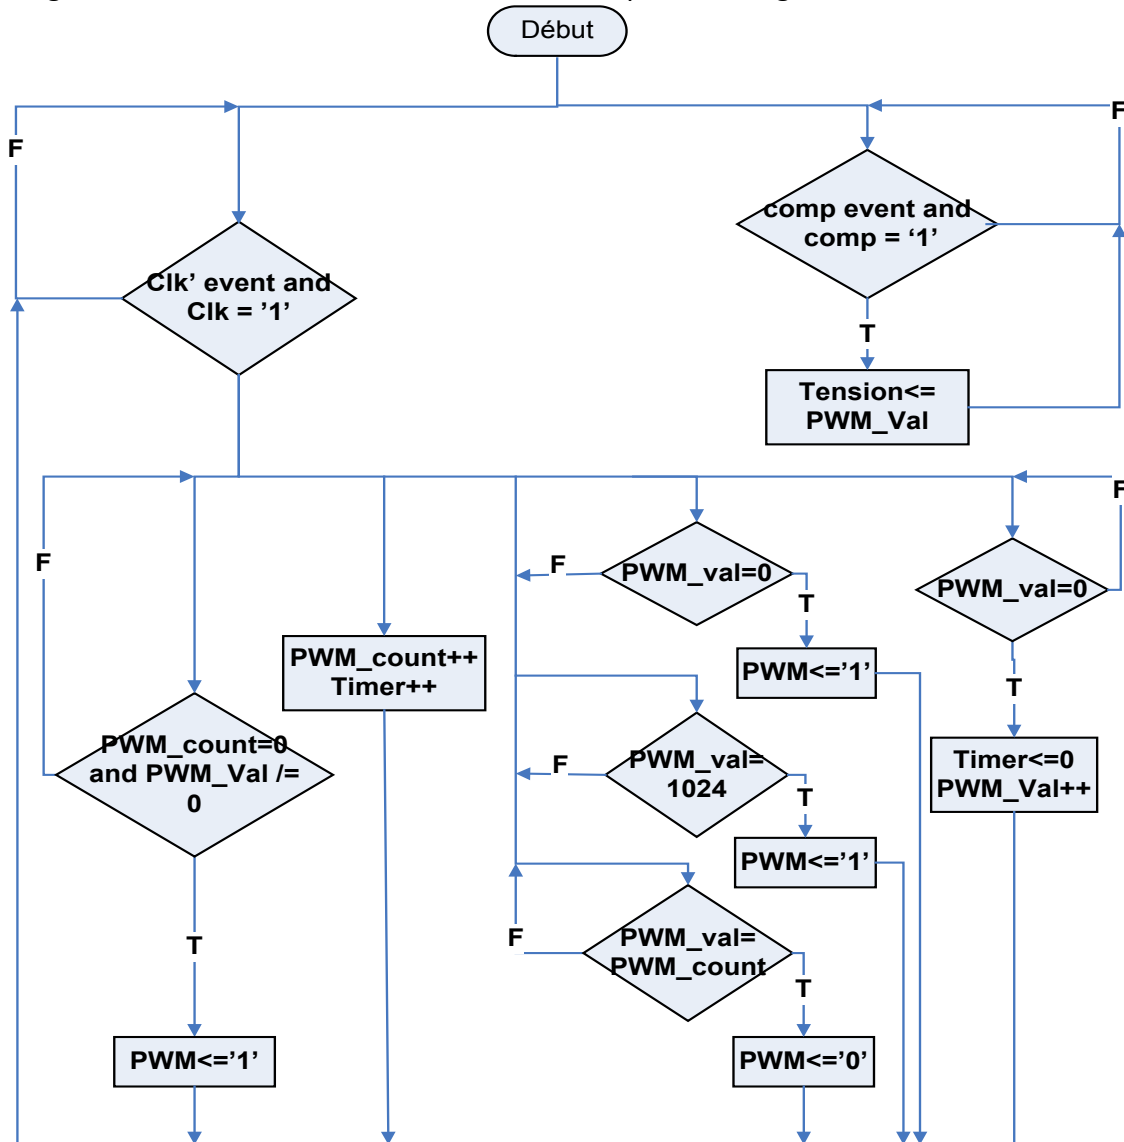 Début
F
F
comp event and
comp = ‘1’
Clk’ event and
Clk = ’1’
T
Tension<=
PWM_Val
F
F
PWM_val=0
F
PWM_val=0
T
PWM_count++
Timer++
PWM<=’1’
T
PWM_count=0
and PWM_Val /=
0
PWM_val=
1024
F
T
Timer<=0
PWM_Val++
PWM<=’1’
T
F
PWM_val=
PWM_count
T
PWM<=’1’
PWM<=’0’